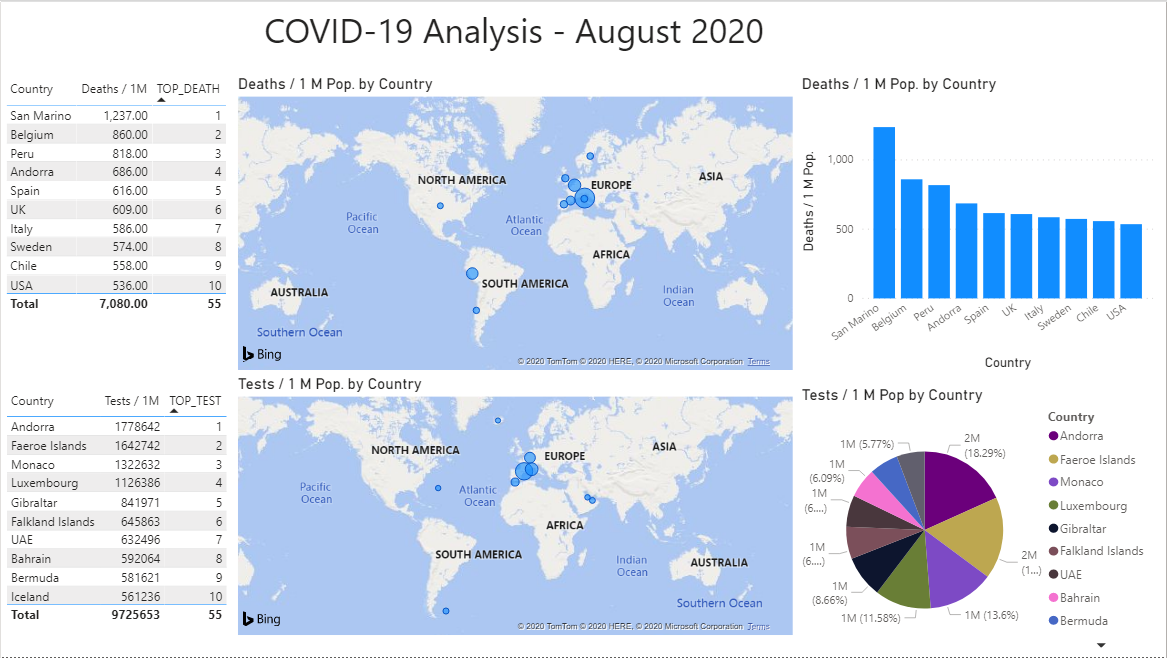 COVID-19 Analysis - August 2020
Country Deaths / 1M TOP_DEATH
San Marino 1,237.00 1
Belgium 860.00 2
Peru 818.00 3
Andorra 686.00 4
Spain 616.00 5
UK 609.00 6
Italy 586.00 7
Sweden 574.00 8
Chile 558.00 9
USA 536.00 10
Total 7,080.00 55
Deaths / 1 M Pop. by Country
NORTH AMERICA
EUROPE
ASIA
Pacific
Ocean
Atlantic
Ocean
AFRICA
SOUTH AMERICA
AUSTRALIA
Indian
Ocean
Southern Ocean
Bing
© 2020 TomTom © 2020 HERE, © 2020 Microsoft Corporation Terms
Deaths / 1 M Pop. by Country
Deaths / 1 M Pop.
1,000
500
0
San Marino
Belgium
Peru
Andorra
Spain
UK
Italy
Sweden
Chile
USA
Country
Country Tests / 1M TOP_TEST
Andorra 1778642 1
Faeroe Islands 1642742 2
Monaco 1322632 3
Luxembourg 1126386 4
Gibraltar 841971 5
Falkland Islands 645863 6
UAE 632496 7
Bahrain 592064 8
Bermuda 581621 9
Iceland 561236 10
Total 9725653 55
Tests / 1 M Pop. by Country
NORTH AMERICA
EUROPE
ASIA
Pacific
Ocean
Atlantic
Ocean
AFRICA
SOUTH AMERICA
Indian
Ocean
AUSTRALIA
Southern Ocean
Bing
© 2020 TomTom © 2020 HERE, © 2020 Microsoft Corporation Terms
Tests / 1 M Pop by Country
2M
(18.29%)
2M
(1...)
1M (13.6%)
1M (11.58%)
1M
(8.66%)
1M
(6....)
1M
(6....)
1M
(6.09%)
1M (5.77%)
Country
Andorra
Faeroe Islands
Monaco
Luxembourg
Gibraltar
Falkland Islands
UAE
Bahrain
Bermuda